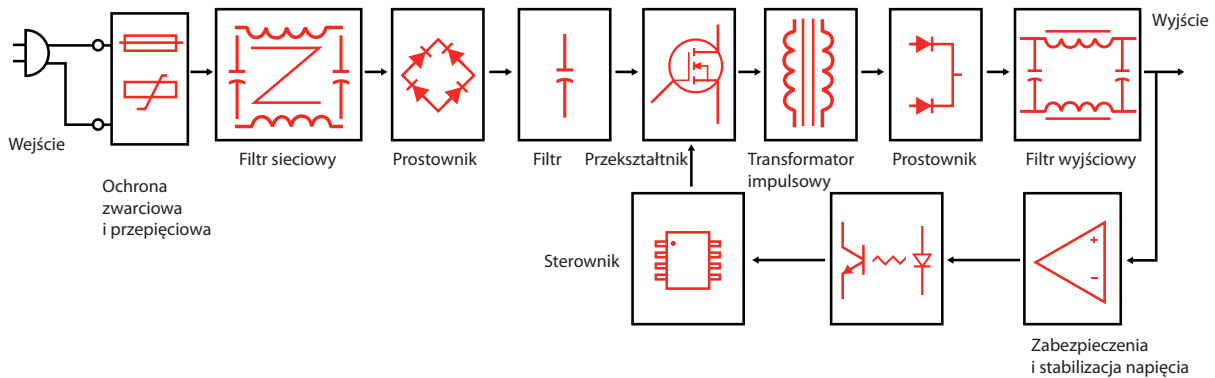 Wyjście
Wejście
Filtr sieciowy
Prostownik
Filtr
Przekształtnik
Transformator
impulsowy
Prostownik
Filtr wyjściowy
Ochrona
zwarciowa
i przepięciowa
Sterownik
+
-
Zabezpieczenia
i stabilizacja napięcia